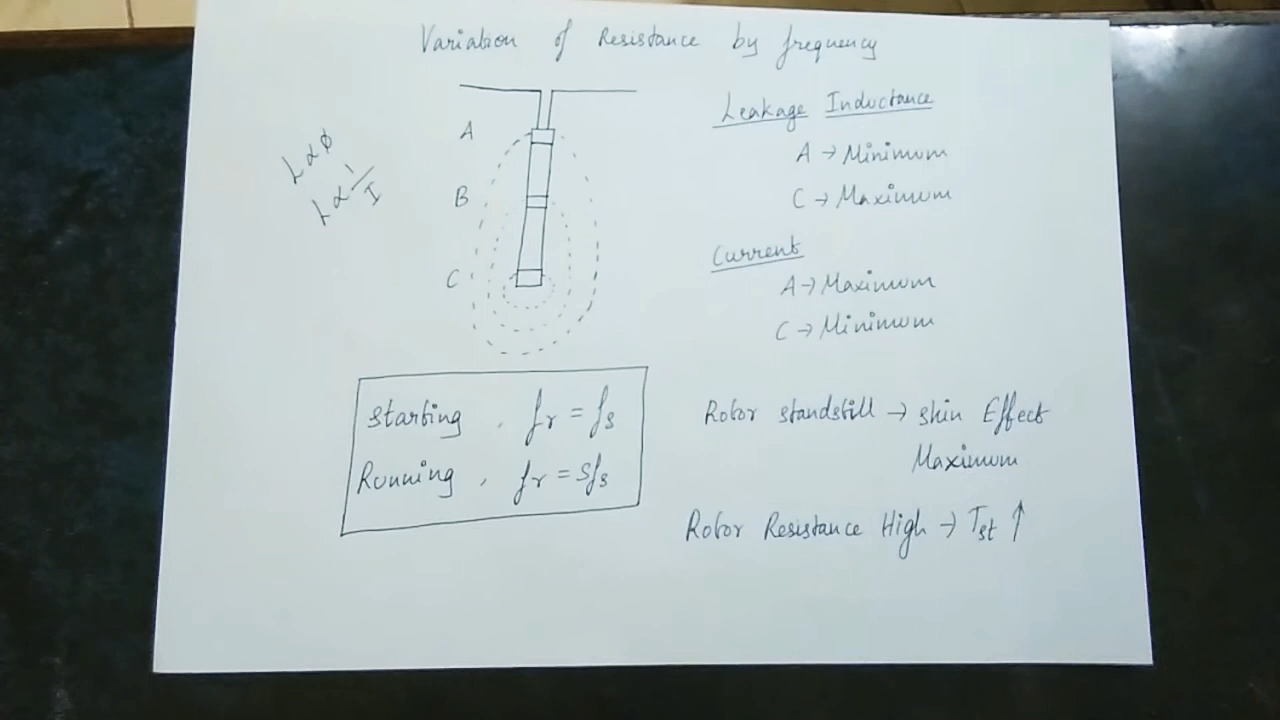 Variation of Resistance by frequency
L α φ
L α 1/I
A
B
C
Leakage Inductance
A → Minimum
C → Maximum
Current
A → Maximum
C → Minimum
Starting , fr = fs
Running , fr = sfs
Rotor standstill → skin Effect
Maximum
Rotor Resistance High → Tst ↑